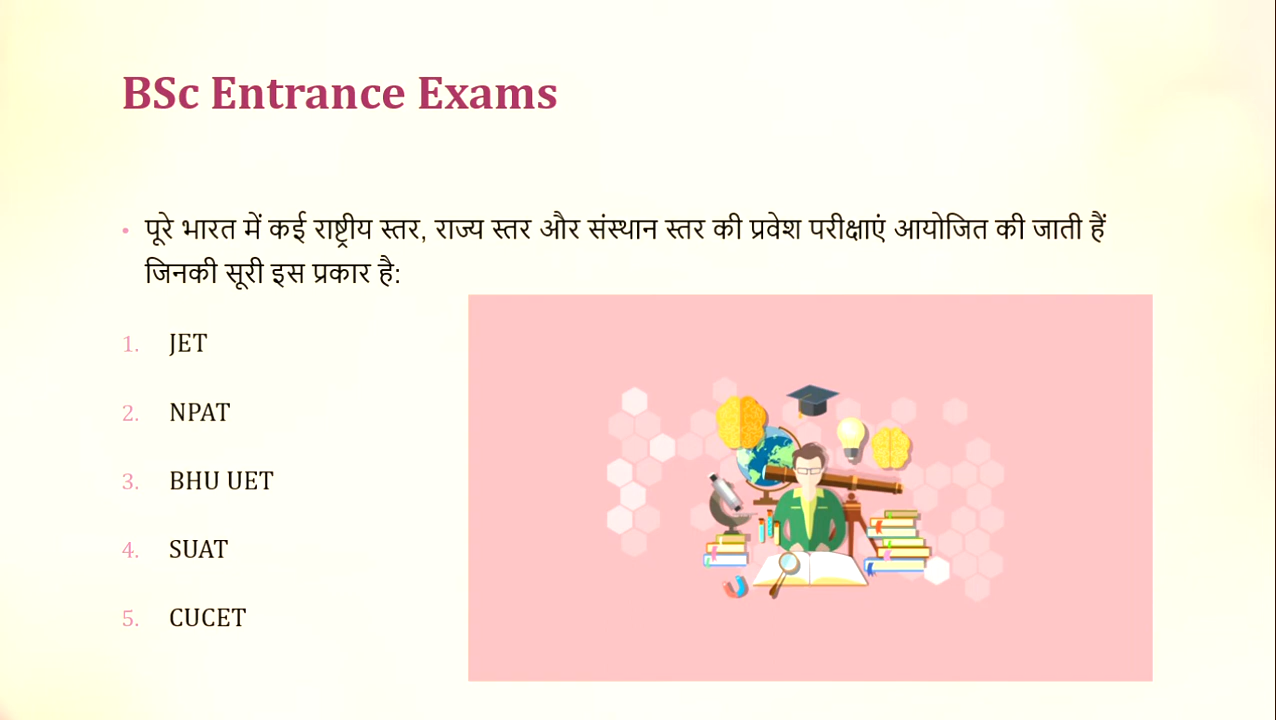 BSc Entrance Exams
• पूरे भारत में कई राष्ट्रीय स्तर, राज्य स्तर और संस्थान स्तर की प्रवेश परीक्षाएं आयोजित की जाती हैं
जिनकी सूरी इस प्रकार है:
1. JET
2. NPAT
3. BHU UET
4. SUAT
5. CUCET